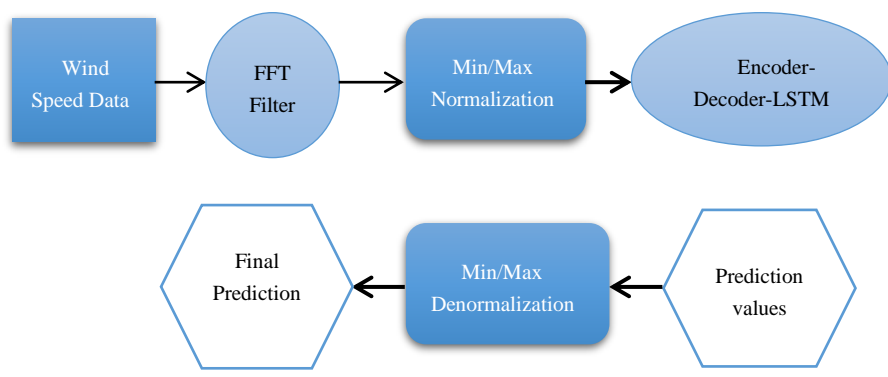 Wind
Speed Data
FFT
Filter
Min/Max
Normalization
Encoder-
Decoder-LSTM
Final
Prediction
Min/Max
Denormalization
Prediction
values